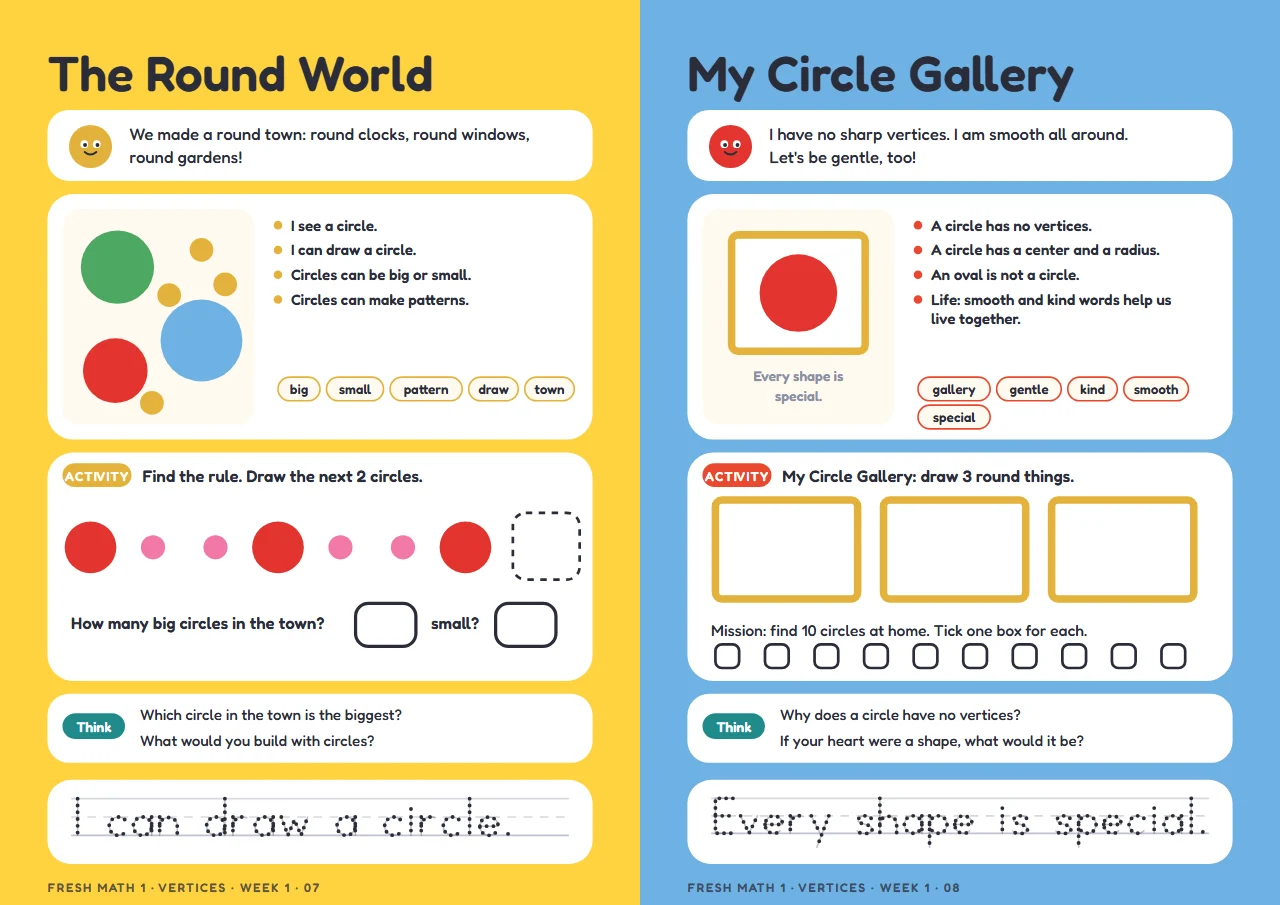 The Round World
We made a round town: round clocks, round windows,
round gardens!
I see a circle.
I can draw a circle.
Circles can be big or small.
Circles can make patterns.
big small pattern draw town
ACTIVITY Find the rule. Draw the next 2 circles.
How many big circles in the town? small?
Think
Which circle in the town is the biggest?
What would you build with circles?
I can draw a circle.
FRESH MATH 1 · VERTICES · WEEK 1 · 07
My Circle Gallery
I have no sharp vertices. I am smooth all around.
Let's be gentle, too!
Every shape is
special.
A circle has no vertices.
A circle has a center and a radius.
An oval is not a circle.
Life: smooth and kind words help us
live together.
gallery gentle kind smooth
special
ACTIVITY My Circle Gallery: draw 3 round things.
Mission: find 10 circles at home. Tick one box for each.
Think
Why does a circle have no vertices?
If your heart were a shape, what would it be?
Every shape is special.
FRESH MATH 1 · VERTICES · WEEK 1 · 08